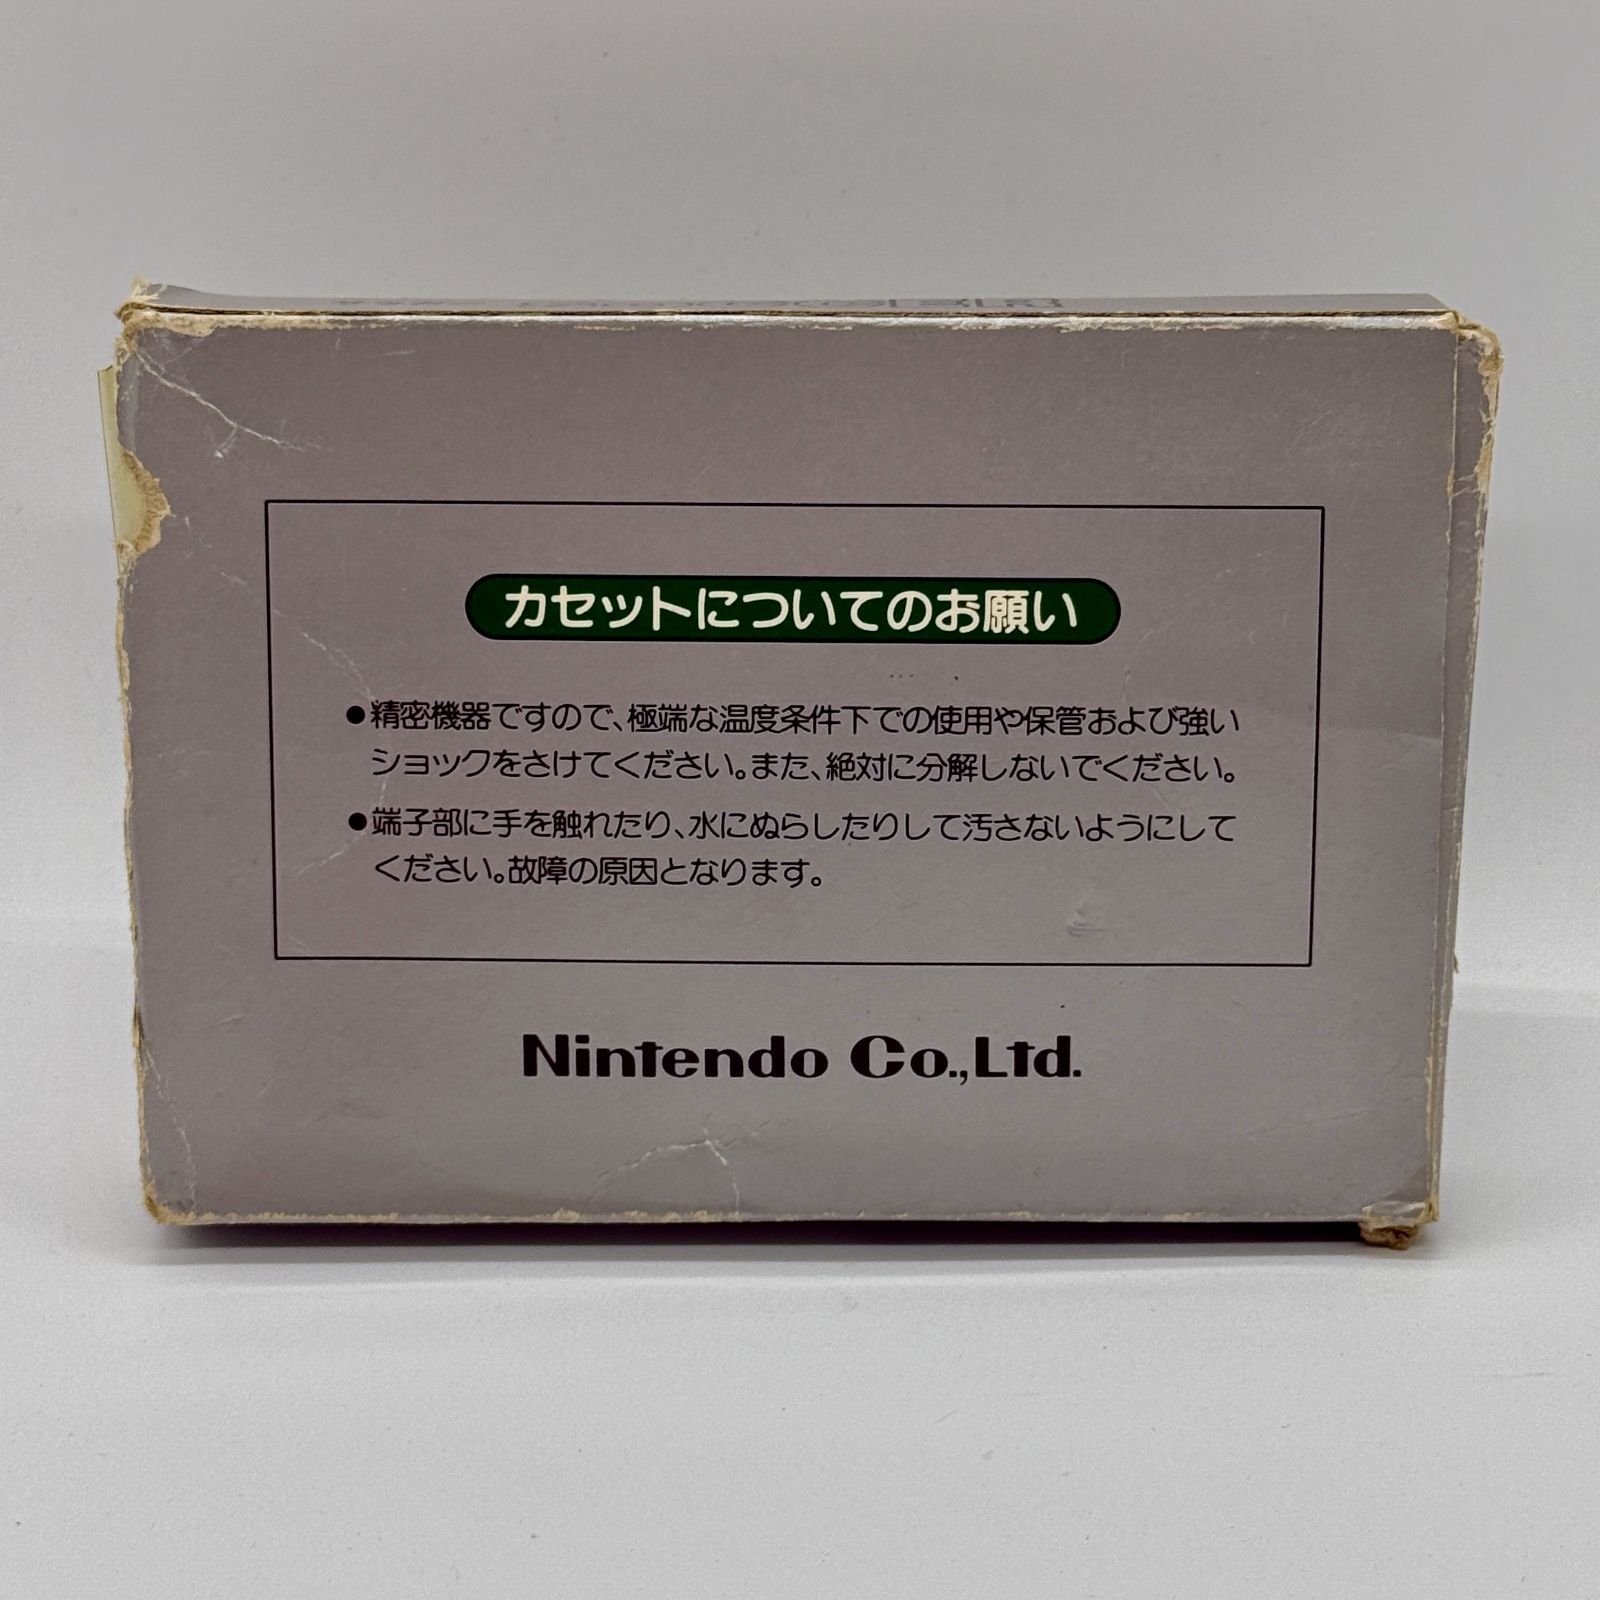 カセットについてのお願い
●精密機器ですので、極端な温度条件下での使用や保管および強い
ショックをさけてください。また、絶対に分解しないでください。
●端子部に手を触れたり、水にぬらしたりして汚さないようにして
ください。故障の原因となります。
Nintendo Co.,Ltd.